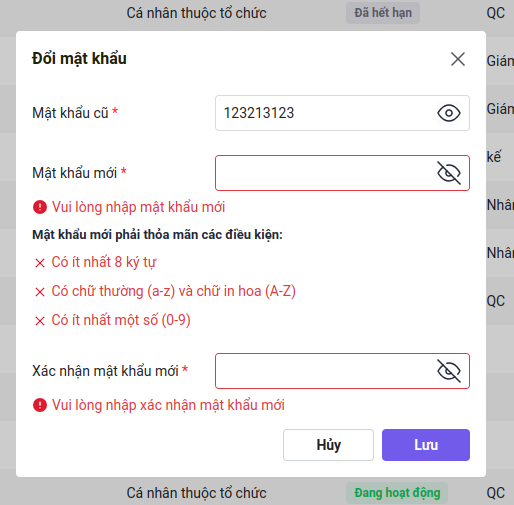 Cá nhân thuộc tổ chức Đã hết hạn QC
Đổi mật khẩu
Giám
Mật khẩu cũ * 123213123
Giám
kế
Mật khẩu mới *
Vui lòng nhập mật khẩu mới
Nhân
Mật khẩu mới phải thỏa mãn các điều kiện:
Nhân
Có ít nhất 8 ký tự
Có chữ thường (a-z) và chữ in hoa (A-Z)
QC
Có ít nhất một số (0-9)
Xác nhận mật khẩu mới *
Vui lòng nhập xác nhận mật khẩu mới
Hủy Lưu
Cá nhân thuộc tổ chức Đang hoạt động QC